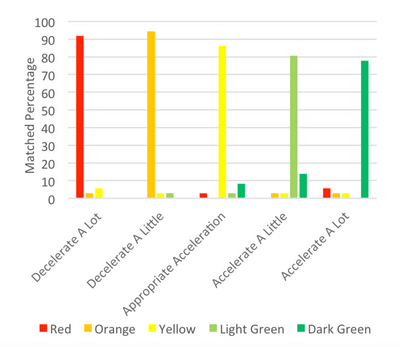 100
90
80
70
60
50
40
30
20
10
0
Matched Percentage
Decelerate A Lot
Decelerate A Little
Appropriate Acceleration
Accelerate A Little
Accelerate A Lot
Red Orange Yellow Light Green Dark Green